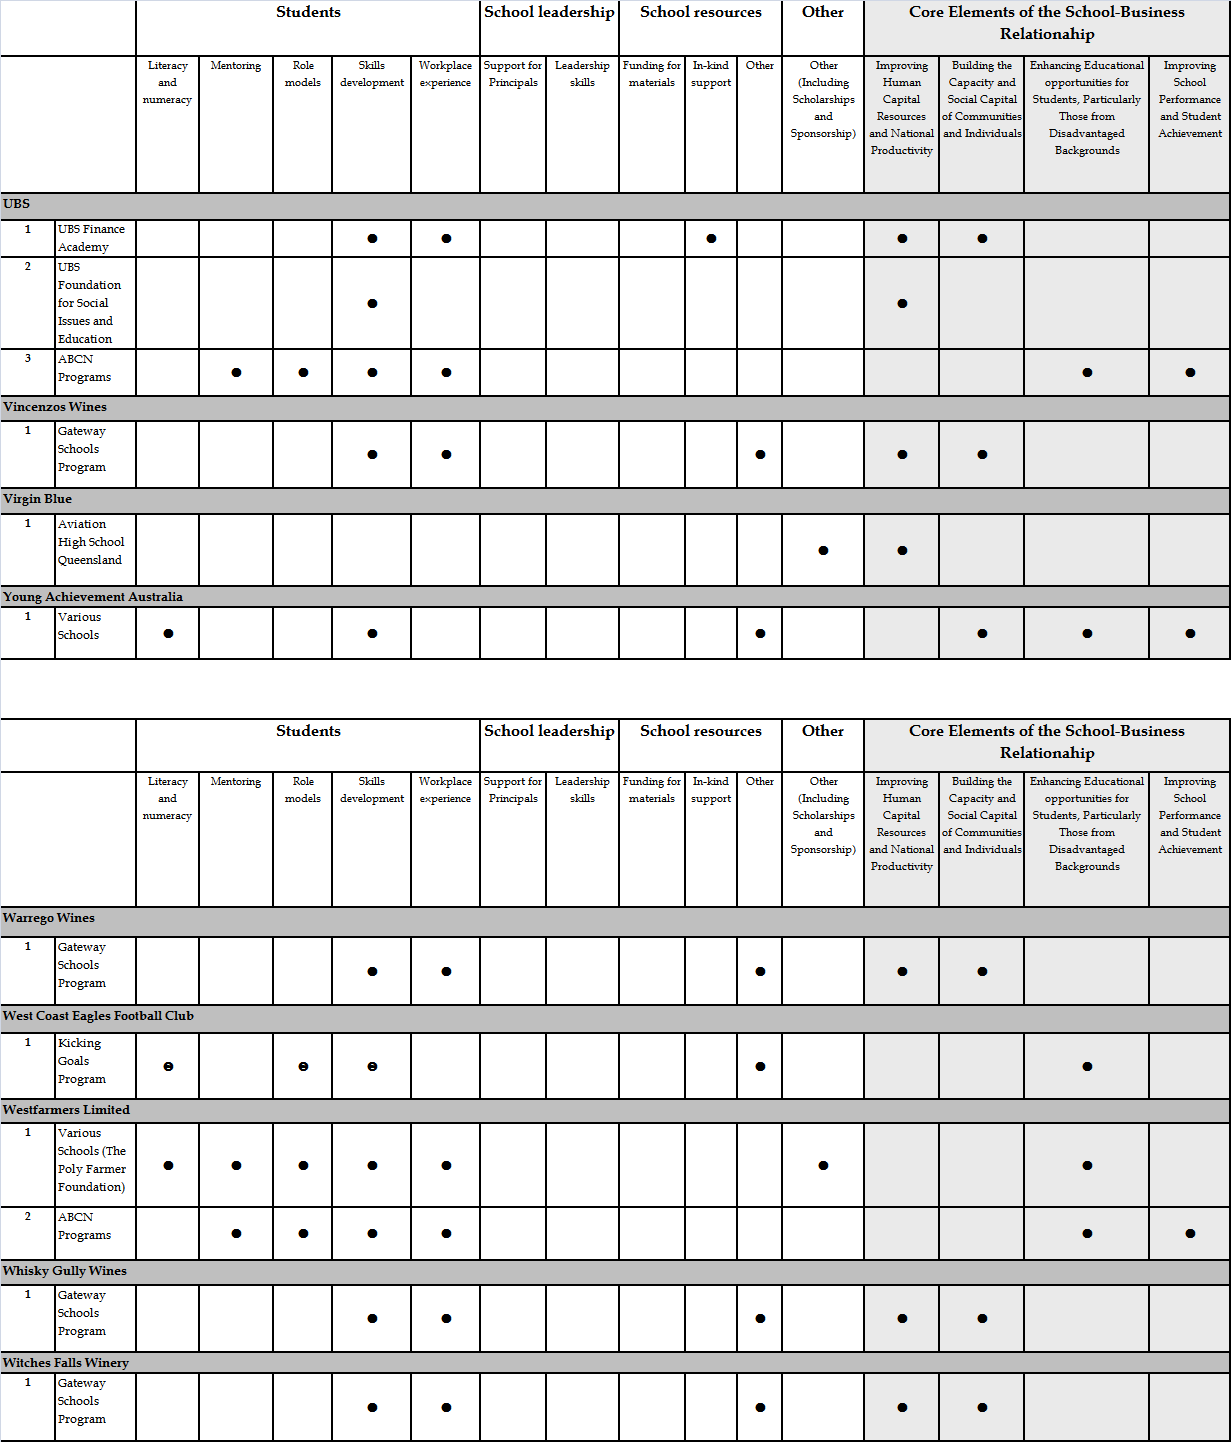 Students School leadership School resources Other Core Elements of the School-Business
Relationahip
Literacy Mentoring Role Skills Workplace Support for Leadership Funding for In-kind Other Other Improving Building the Enhancing Educational Improving
and models development experience Principals skills materials support (Including Human Capacity and opportunities for School
numeracy Scholarships Capital Social Capital Students, Particularly Performance
and Resources of Communities Those from and Student
Sponsorship) and National and Individuals Disadvantaged Achievement
Productivity Backgrounds
UBS
1 UBS Finance
Academy ● ● ● ● ●
2 UBS
Foundation
for Social ● ●
Issues and
Education
3 ABCN
Programs ● ● ● ● ● ●
Vincenzos Wines
1 Gateway
Schools ● ● ● ● ●
Program
Virgin Blue
1 Aviation
High School ● ●
Queensland
Young Achievement Australia
1 Various
Schools ● ● ● ● ● ●
Students School leadership School resources Other Core Elements of the School-Business
Relationahip
Literacy Mentoring Role Skills Workplace Support for Leadership Funding for In-kind Other Other Improving Building the Enhancing Educational Improving
and models development experience Principals skills materials support (Including Human Capacity and opportunities for School
numeracy Scholarships Capital Social Capital Students, Particularly Performance
and Resources of Communities Those from and Student
Sponsorship) and National and Individuals Disadvantaged Achievement
Productivity Backgrounds
Warrego Wines
1 Gateway
Schools ● ● ● ● ●
Program
West Coast Eagles Football Club
1 Kicking
Goals ● ● ● ● ●
Program
Westfarmers Limited
1 Various
Schools (The
Poly Farmer ● ● ● ● ● ● ●
Foundation)
2 ABCN
Programs ● ● ● ● ● ●
Whisky Gully Wines
1 Gateway
Schools ● ● ● ● ●
Program
Witches Falls Winery
1 Gateway
Schools ● ● ● ● ●
Program